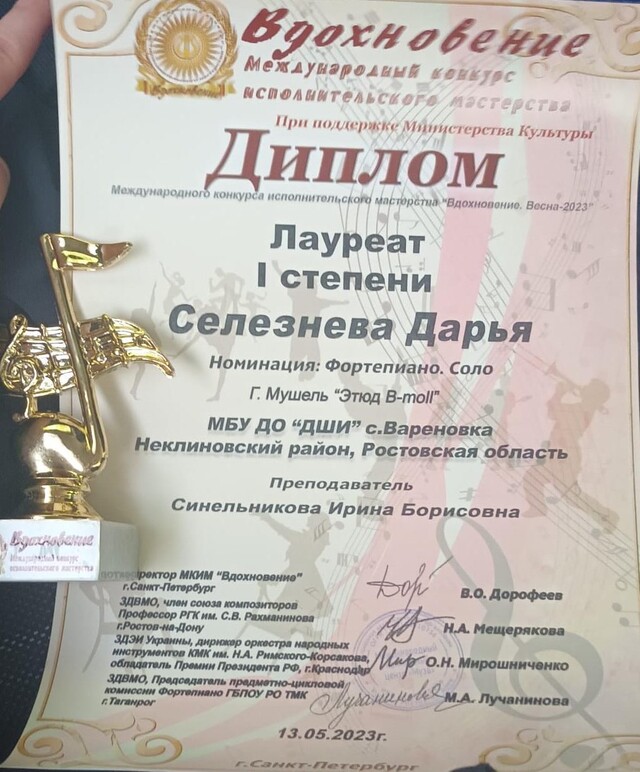 Вдохновение
Международный конкурс
исполнительского мастерства
Вдохновение
При поддержке Министерства Культуры
Диплом
Международного конкурса исполнительского мастерства "Вдохновение. Весна-2023"
Лауреат
I степени
Селезнева Дарья
Номинация: Фортепиано. Соло
Г. Мушель "Этюд B-moll"
МБУ ДО "ДШИ" с.Вареновка
Неклиновский район, Ростовская область
Преподаватель
Синельникова Ирина Борисовна
Вдохновение
Международный конкурс
исполнительского мастерства
директор МКИМ "Вдохновение"
г.Санкт-Петербург
В.О. Дорофеев
ЗДВМО, член союза композиторов
Профессор РГК им. С.В. Рахманинова
г.Ростов-на-Дону
Н.А. Мещерякова
ЗДЭИ Украины, дирижер оркестра народных
инструментов КМК им. Н.А. Римского-Корсакова,
обладатель Премии Президента РФ, г.Краснодар
О.Н. Мирошниченко
ЗДВМО, Председатель предметно-цикловой
комиссии Фортепиано ГБПОУ РО ТМК
г.Таганрог
Лучанинова
М.А. Лучанинова
13.05.2023г.
г.Санкт-Петербург